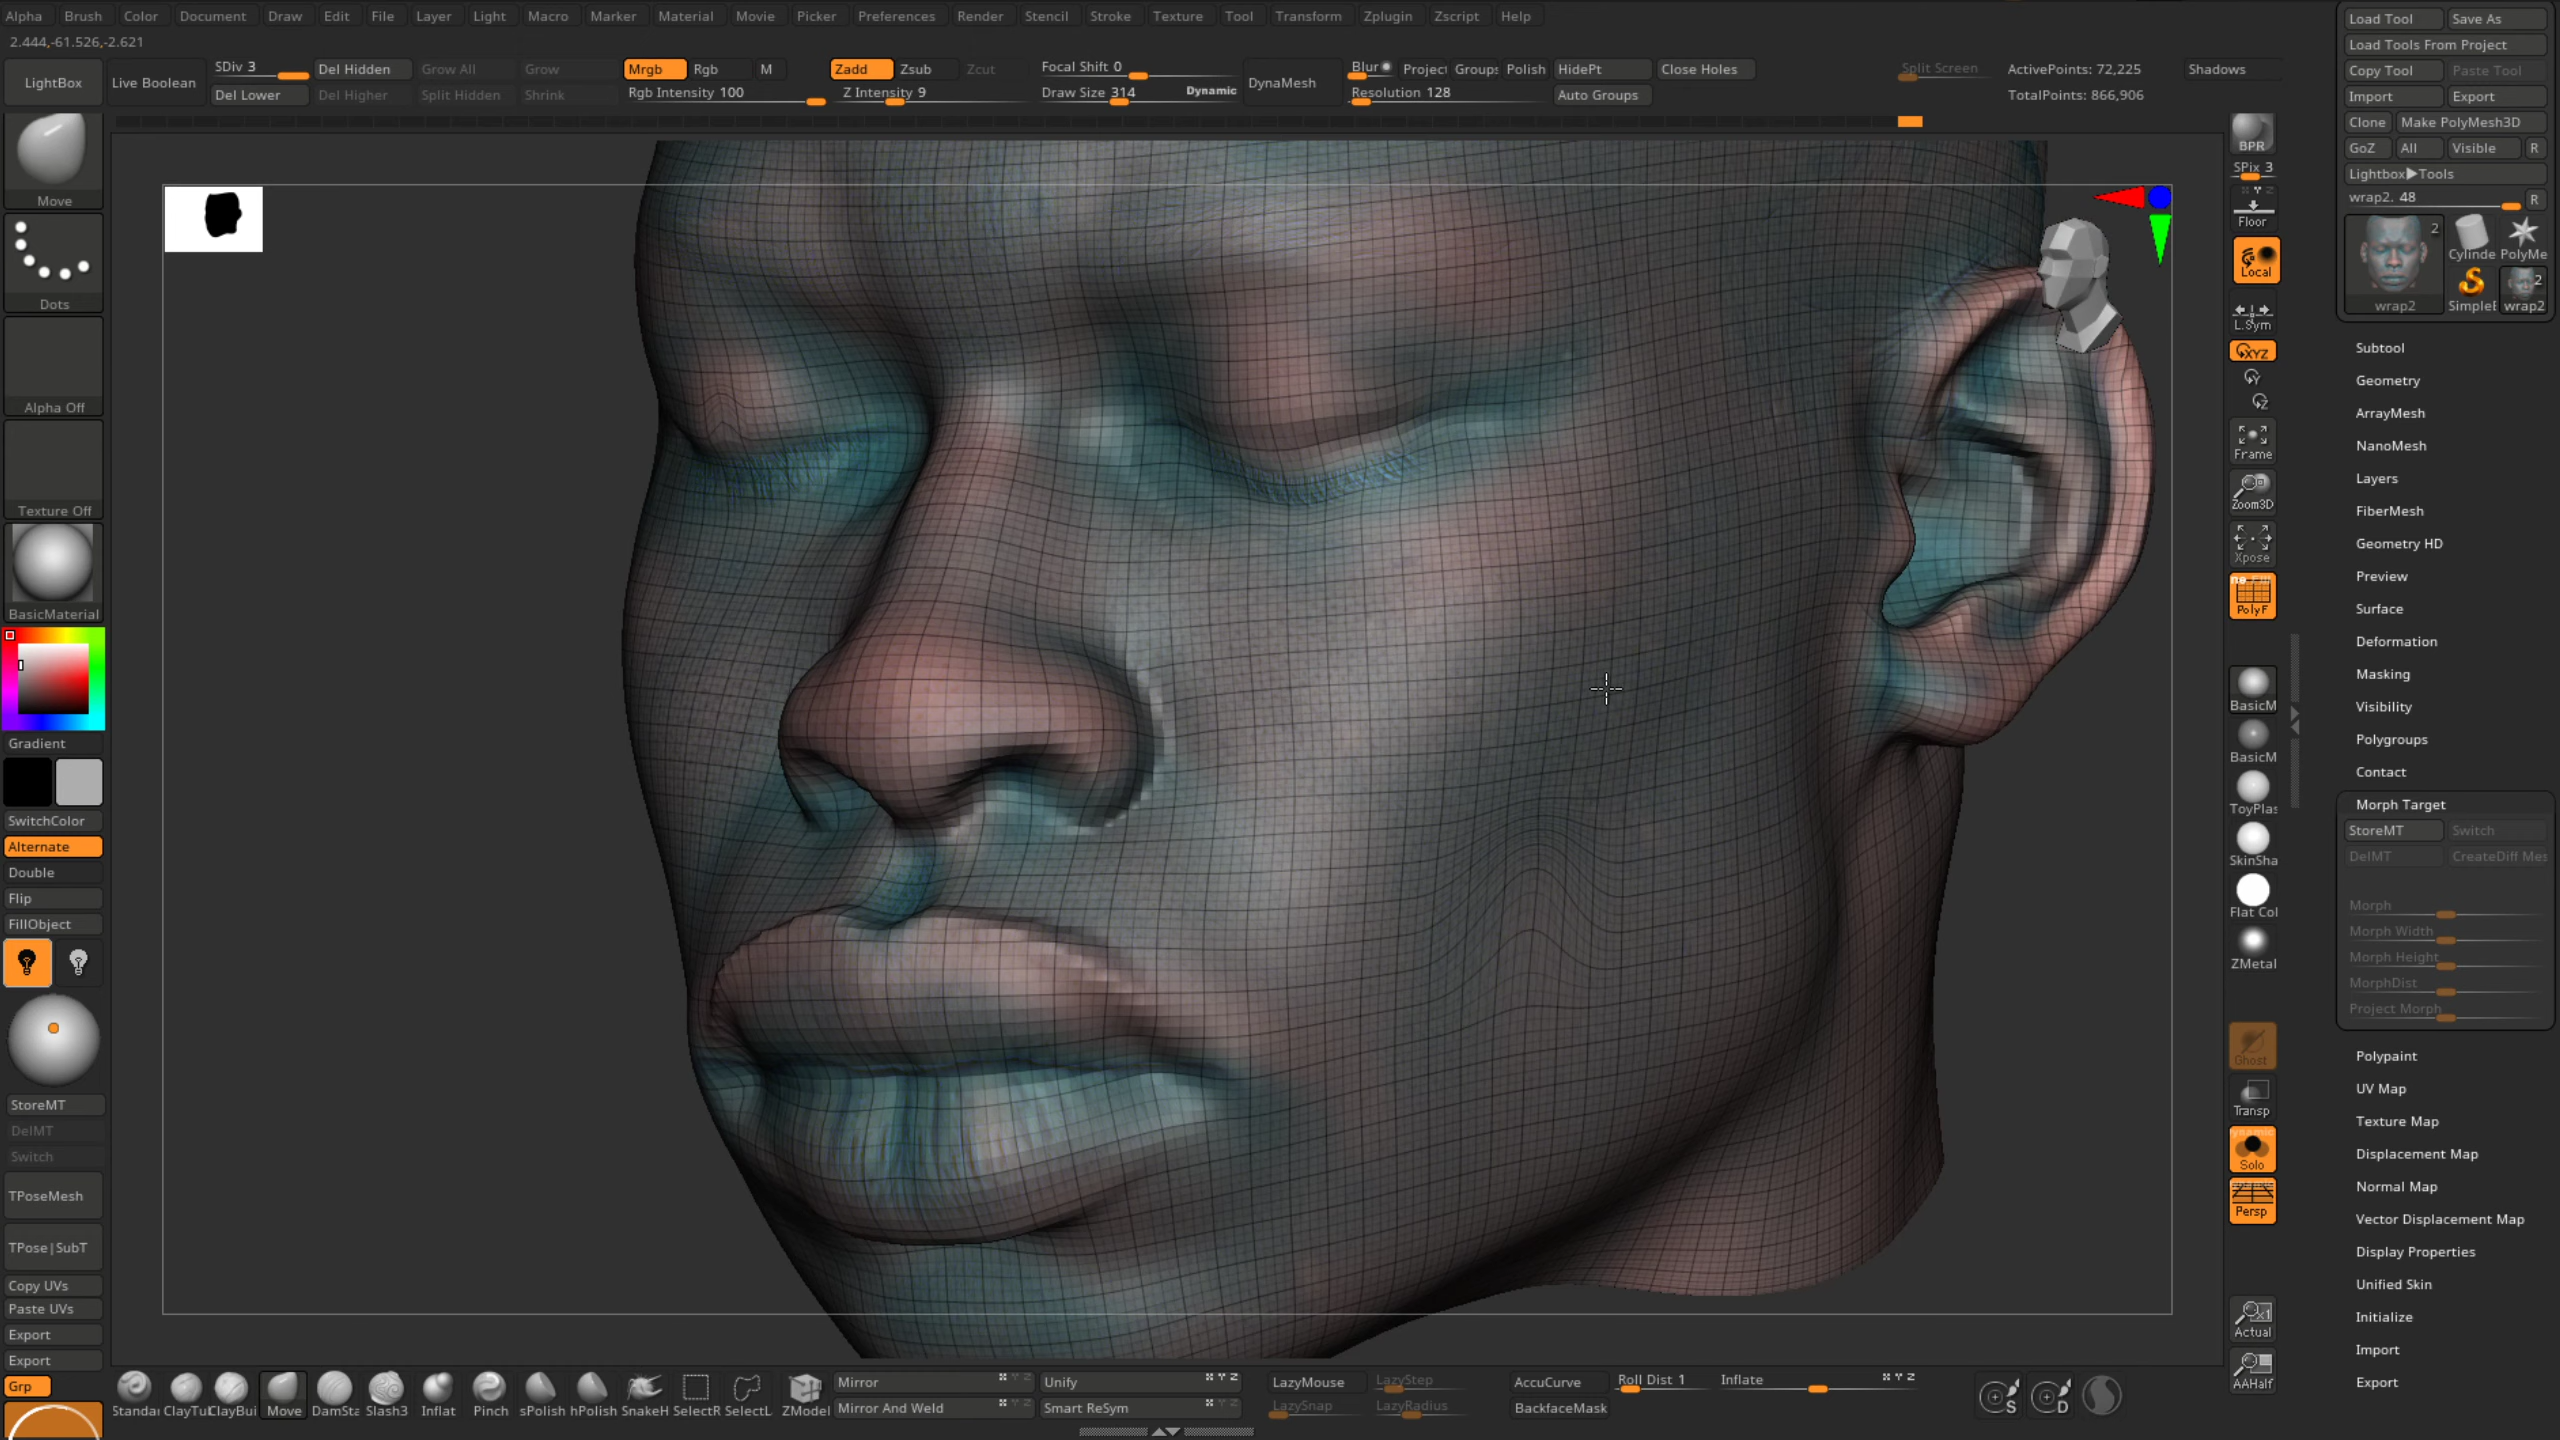 Alpha Brush Color Document Draw Edit File Layer Light Macro Marker Material Movie Picker Preferences Render Stencil Stroke Texture Tool Transform Zplugin Zscript Help
2.444,-61.526,-2.621
LightBox
Live Boolean
SDiv 3
Del Lower
Del Hidden
Del Higher
Grow All
Split Hidden
Grow
Shrink
Mrgb Rgb M
Rgb Intensity 100
Zadd Zsub Zcut
Z Intensity 9
Focal Shift 0
Draw Size 314 Dynamic
DynaMesh
Blur Project Groups Polish
Resolution 128
HidePt
Auto Groups
Close Holes
Split Screen
ActivePoints: 72,225
TotalPoints: 866,906
Shadows
Move
Dots
Alpha Off
Texture Off
BasicMaterial
Gradient
SwitchColor
Alternate
Double
Flip
FillObject
StoreMT
DelMT
Switch
TPoseMesh
TPose|SubT
Copy UVs
Paste UVs
Export
Export
Grp
BPR
SPix 3
Floor
Local
L.Sym
XYZ
Y
Z
Frame
Zoom3D
Xpose
PolyF
BasicM
BasicM
ToyPlas
SkinSha
Flat Col
ZMetal
Ghost
Transp
Solo
Persp
Actual
AAHalf
Load Tool Save As
Load Tools From Project
Copy Tool Paste Tool
Import Export
Clone Make PolyMesh3D
GoZ All Visible R
Lightbox▶Tools
wrap2. 48 R
2
Cylinde PolyMe
2
wrap2 SimpleE wrap2
Subtool
Geometry
ArrayMesh
NanoMesh
Layers
FiberMesh
Geometry HD
Preview
Surface
Deformation
Masking
Visibility
Polygroups
Contact
Morph Target
StoreMT Switch
DelMT CreateDiff Mes
Morph
Morph Width
Morph Height
MorphDist
Project Morph
Polypaint
UV Map
Texture Map
Displacement Map
Normal Map
Vector Displacement Map
Display Properties
Unified Skin
Initialize
Import
Export
Standar ClayTul ClayBui Move DamSta Slash3 Inflat Pinch sPolish hPolish SnakeH SelectR SelectL ZModel
Mirror
Mirror And Weld
Unify
Smart ReSym
LazyMouse
LazySnap
LazyStep
LazyRadius
AccuCurve
BackfaceMask
Roll Dist 1
Inflate
S
D